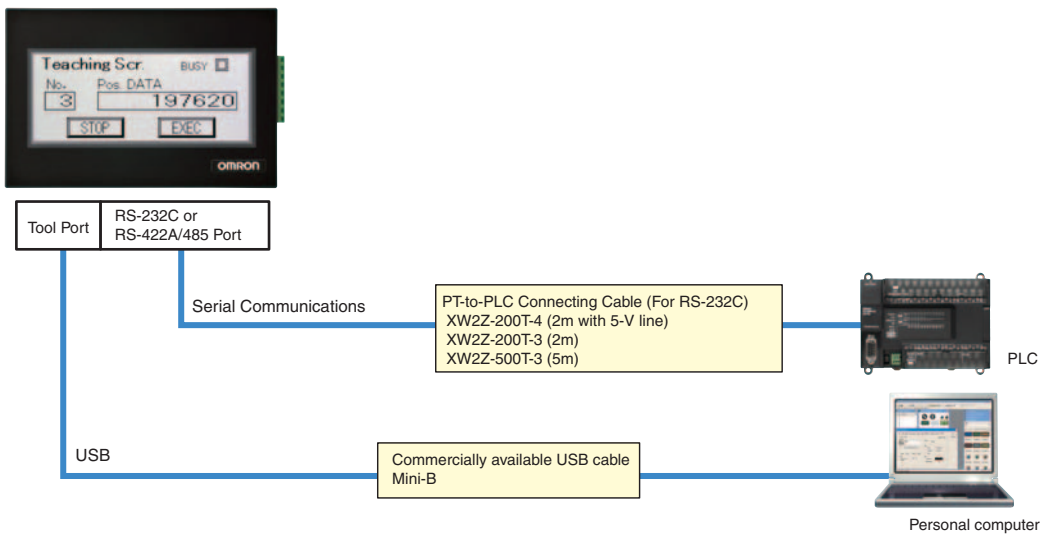 Teaching Scr.
BUSY
No.
Pos. DATA
3
197620
STOP
EXEC
OMRON
Tool Port
RS-232C or
RS-422A/485 Port
Serial Communications
PT-to-PLC Connecting Cable (For RS-232C)
XW2Z-200T-4 (2m with 5-V line)
XW2Z-200T-3 (2m)
XW2Z-500T-3 (5m)
PLC
USB
Commercially available USB cable
Mini-B
Personal computer